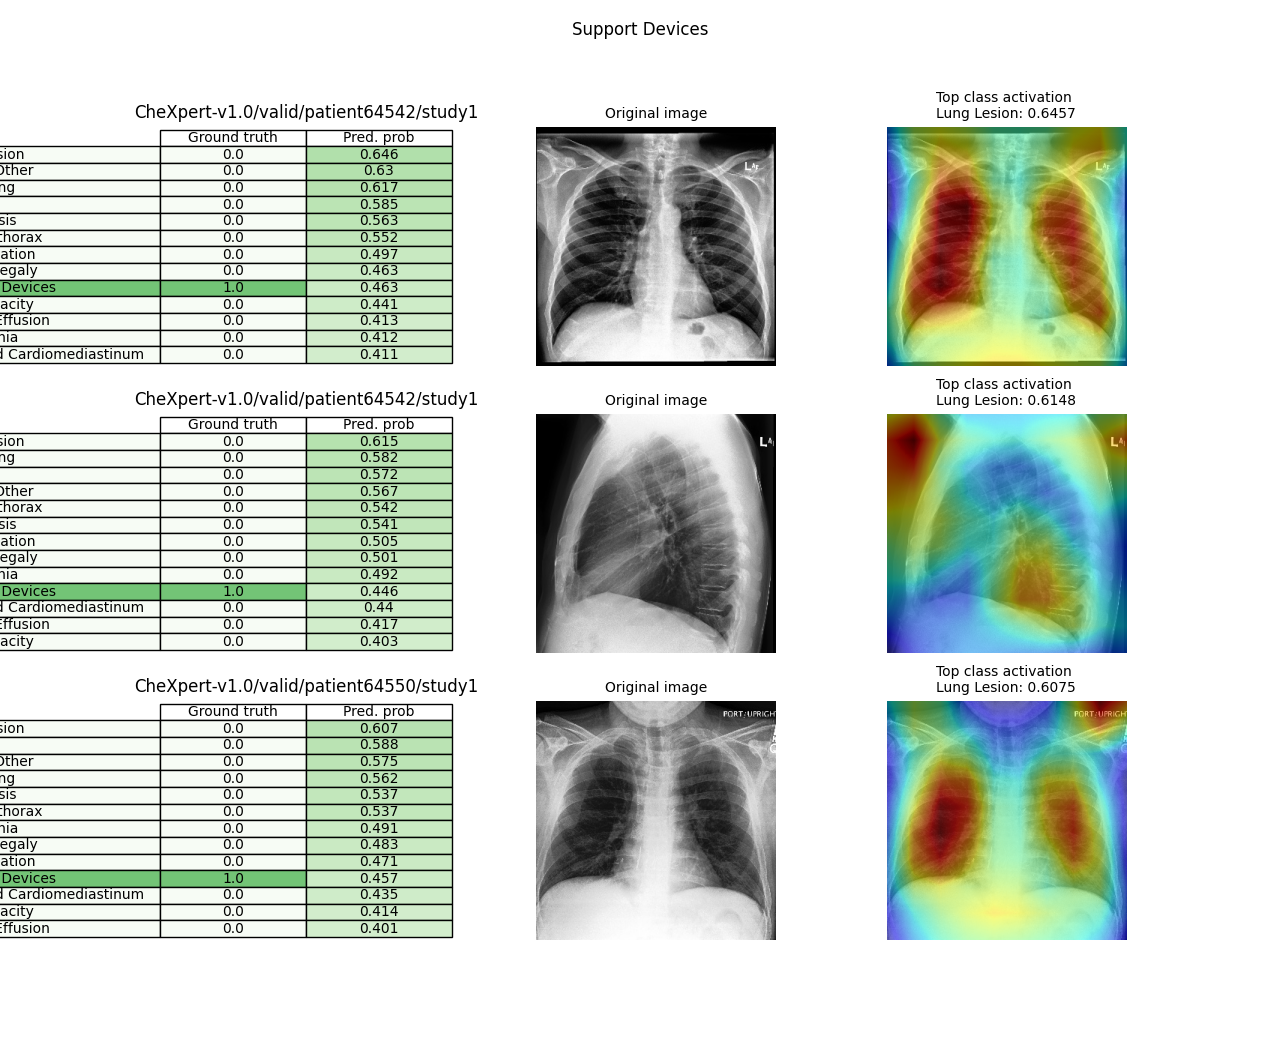 Support Devices
CheXpert-v1.0/valid/patient64542/study1
Original image
Top class activation
Lung Lesion: 0.6457
Ground truth Pred. prob
sion 0.0 0.646
Other 0.0 0.63
ng 0.0 0.617
0.0 0.585
sis 0.0 0.563
thorax 0.0 0.552
ation 0.0 0.497
egaly 0.0 0.463
Devices 1.0 0.463
acity 0.0 0.441
Effusion 0.0 0.413
nia 0.0 0.412
d Cardiomediastinum 0.0 0.411
L
L
CheXpert-v1.0/valid/patient64542/study1
Original image
Top class activation
Lung Lesion: 0.6148
Ground truth Pred. prob
sion 0.0 0.615
ng 0.0 0.582
0.0 0.572
Other 0.0 0.567
thorax 0.0 0.542
sis 0.0 0.541
ation 0.0 0.505
egaly 0.0 0.501
nia 0.0 0.492
Devices 1.0 0.446
d Cardiomediastinum 0.0 0.44
Effusion 0.0 0.417
acity 0.0 0.403
L
L
CheXpert-v1.0/valid/patient64550/study1
Original image
Top class activation
Lung Lesion: 0.6075
Ground truth Pred. prob
sion 0.0 0.607
0.0 0.588
Other 0.0 0.575
ng 0.0 0.562
sis 0.0 0.537
thorax 0.0 0.537
nia 0.0 0.491
egaly 0.0 0.483
ation 0.0 0.471
Devices 1.0 0.457
d Cardiomediastinum 0.0 0.435
acity 0.0 0.414
Effusion 0.0 0.401
PORT/UPRIGHT
PORT/UPRIGHT